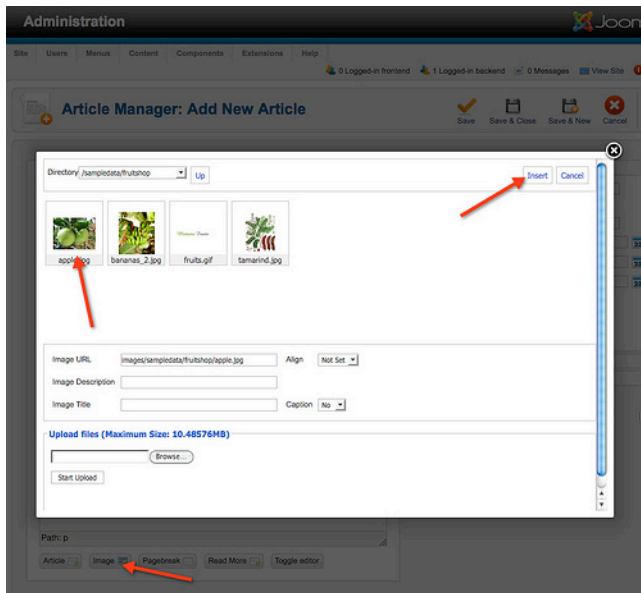 Administration
Joom
Site Users Menus Content Components Extensions Help
0 Logged-in frontend 1 Logged-in backend 0 Messages View Site
Article Manager: Add New Article
Save Save & Close Save & New Cancel
Directory /sampledata/fruitshop Up Insert Cancel
apple.jpg bananas_2.jpg fruits.gif tamarind.jpg
Image URL images/sampledata/fruitshop/apple.jpg Align Not Set
Image Description
Image Title Caption No
Upload files (Maximum Size: 10.48576MB)
Browse...
Start Upload
Path: p
Article Image Pagebreak Read More Toggle editor